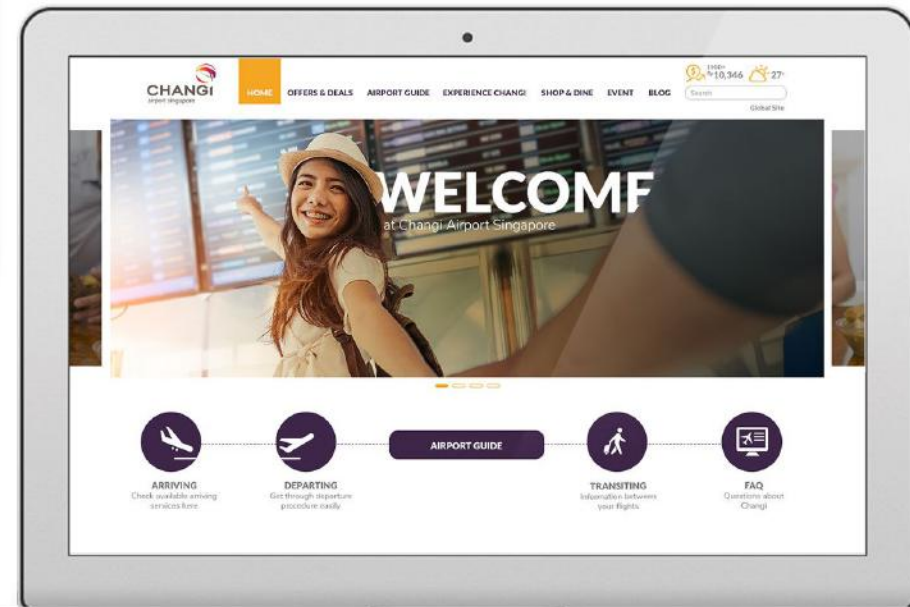 CHANGI
airport singapore
HOME
OFFERS & DEALS
AIRPORT GUIDE
EXPERIENCE CHANGI
SHOP & DINE
EVENT
BLOG
10,346
27°
Search
Global Site
WELCOME
at Changi Airport Singapore
AIRPORT GUIDE
ARRIVING
Check available arriving
services here
DEPARTING
Get through departure
procedure easily
TRANSITING
Information between
your flights
FAQ
Questions about
Changi